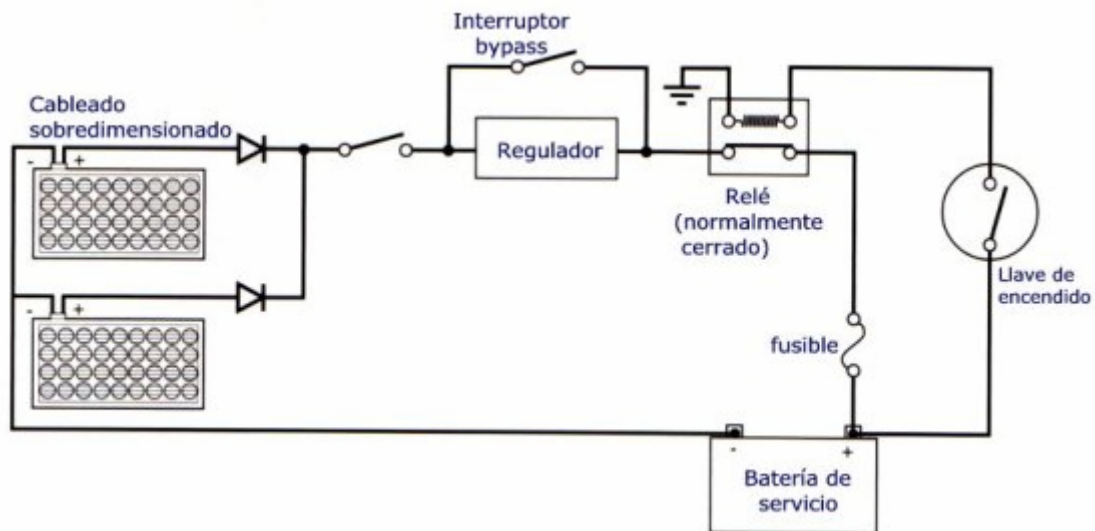 Interruptor
bypass
Cableado
sobredimensionado
- +
Regulador
Relé
(normalmente
cerrado)
Llave de
encendido
- +
fusible
- +
Batería de
servicio